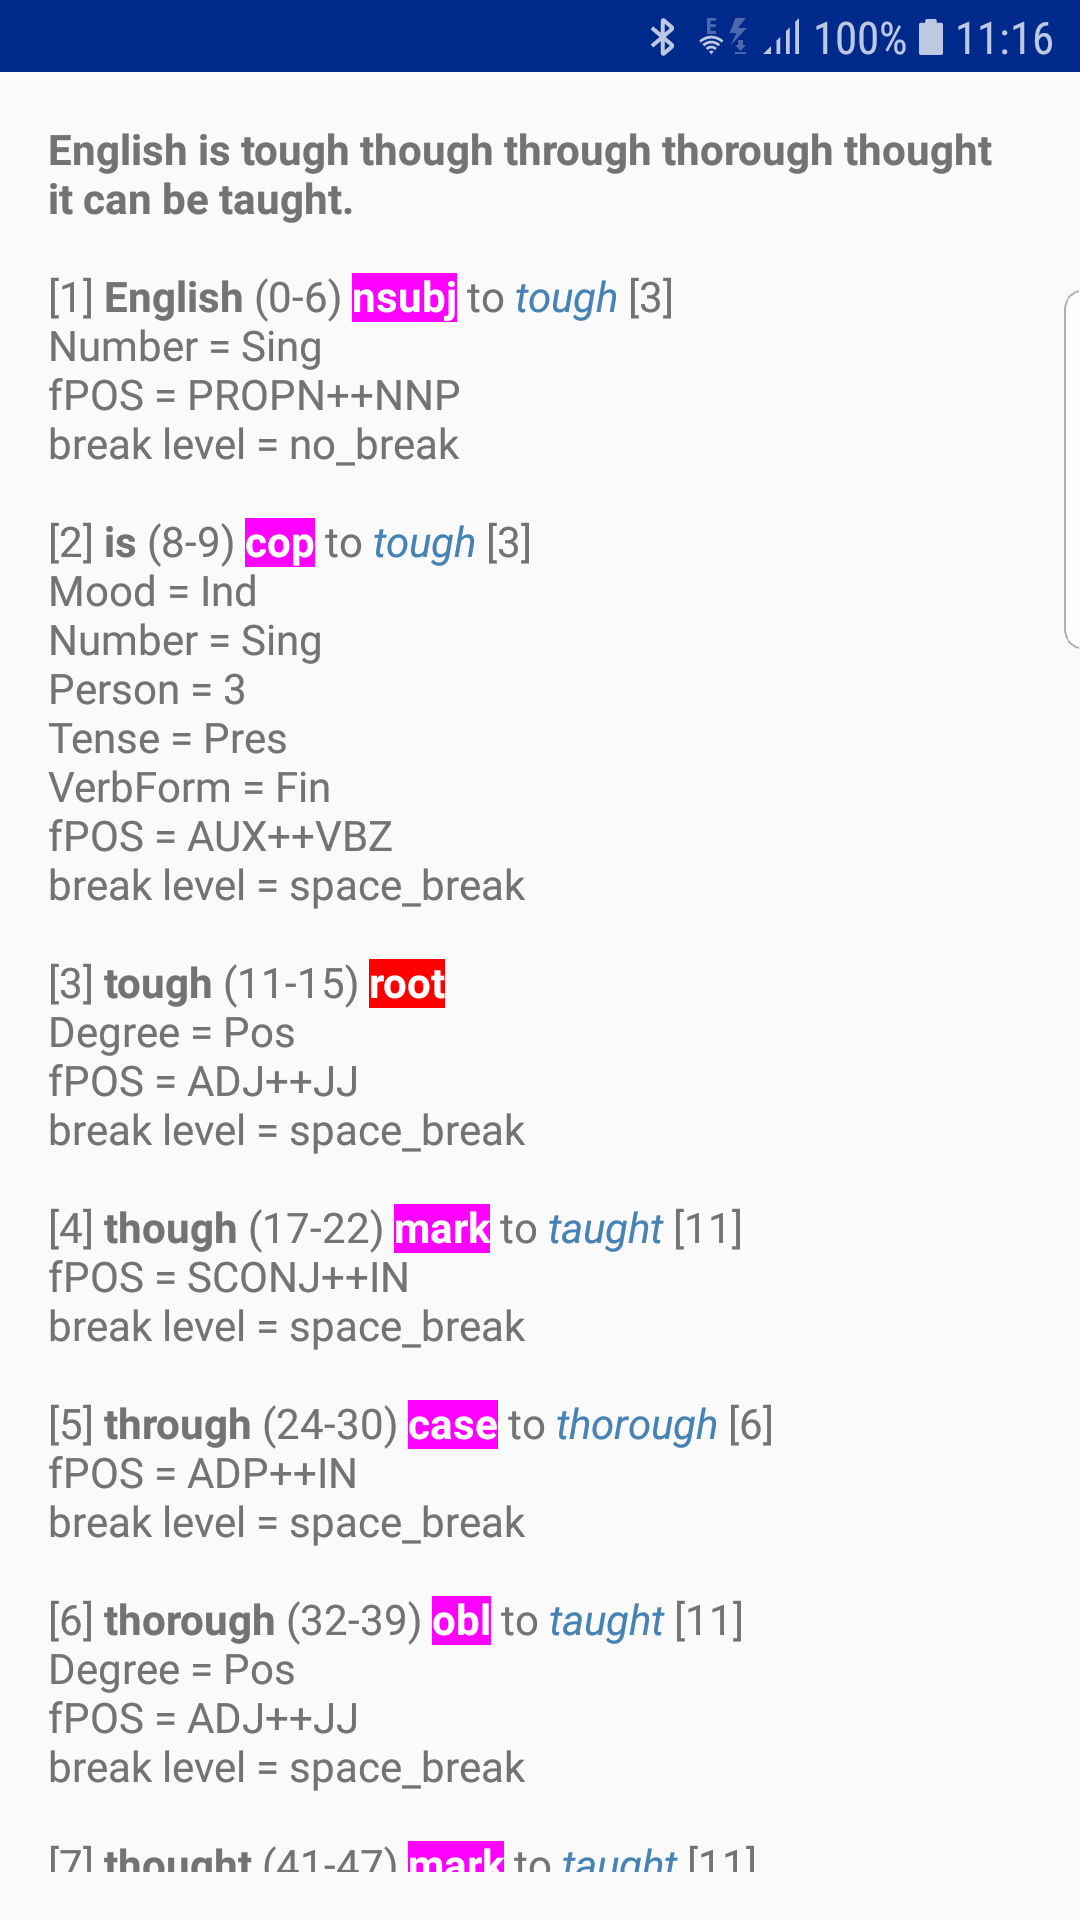 E
100%
11:16
English is tough though through thorough thought
it can be taught.
[1] English (0-6) nsubj to tough [3]
Number = Sing
fPOS = PROPN++NNP
break level = no_break
[2] is (8-9) cop to tough [3]
Mood = Ind
Number = Sing
Person = 3
Tense = Pres
VerbForm = Fin
fPOS = AUX++VBZ
break level = space_break
[3] tough (11-15) root
Degree = Pos
fPOS = ADJ++JJ
break level = space_break
[4] though (17-22) mark to taught [11]
fPOS = SCONJ++IN
break level = space_break
[5] through (24-30) case to thorough [6]
fPOS = ADP++IN
break level = space_break
[6] thorough (32-39) obl to taught [11]
Degree = Pos
fPOS = ADJ++JJ
break level = space_break
[7] thought (41-47) mark to taught [11]